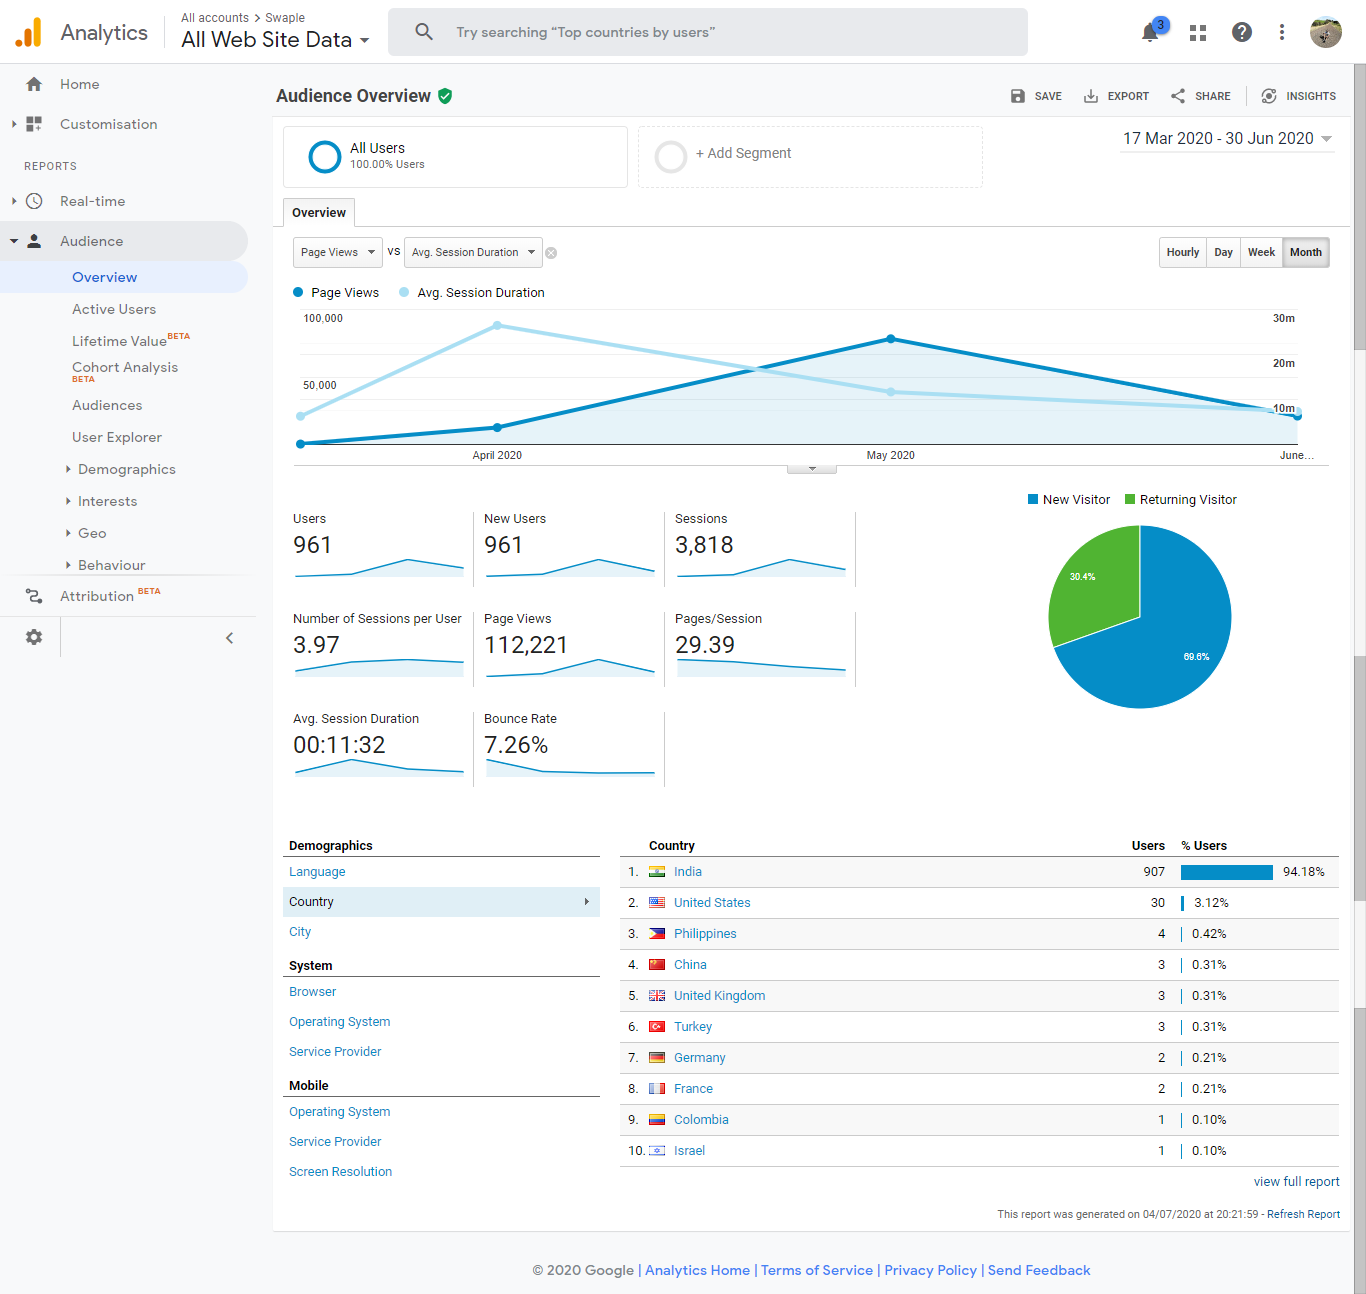 Analytics
All accounts > Swaple
All Web Site Data
Try searching “Top countries by users”
3
Home
Customisation
REPORTS
Real-time
Audience
Overview
Active Users
Lifetime Value BETA
Cohort Analysis
BETA
Audiences
User Explorer
Demographics
Interests
Geo
Behaviour
Attribution BETA
Audience Overview
SAVE
EXPORT
SHARE
INSIGHTS
All Users
100.00% Users
+ Add Segment
17 Mar 2020 - 30 Jun 2020
Overview
Page Views vs Avg. Session Duration
Hourly Day Week Month
Page Views Avg. Session Duration
100,000 30m
20m
50,000
10m
April 2020 May 2020 June...
Users
961
New Users
961
Sessions
3,818
Number of Sessions per User
3.97
Page Views
112,221
Pages/Session
29.39
Avg. Session Duration
00:11:32
Bounce Rate
7.26%
New Visitor Returning Visitor
30.4%
69.6%
Demographics
Language
Country
City
System
Browser
Operating System
Service Provider
Mobile
Operating System
Service Provider
Screen Resolution
Country Users % Users
1. India 907 94.18%
2. United States 30 3.12%
3. Philippines 4 0.42%
4. China 3 0.31%
5. United Kingdom 3 0.31%
6. Turkey 3 0.31%
7. Germany 2 0.21%
8. France 2 0.21%
9. Colombia 1 0.10%
10. Israel 1 0.10%
view full report
This report was generated on 04/07/2020 at 20:21:59 - Refresh Report
© 2020 Google | Analytics Home | Terms of Service | Privacy Policy | Send Feedback